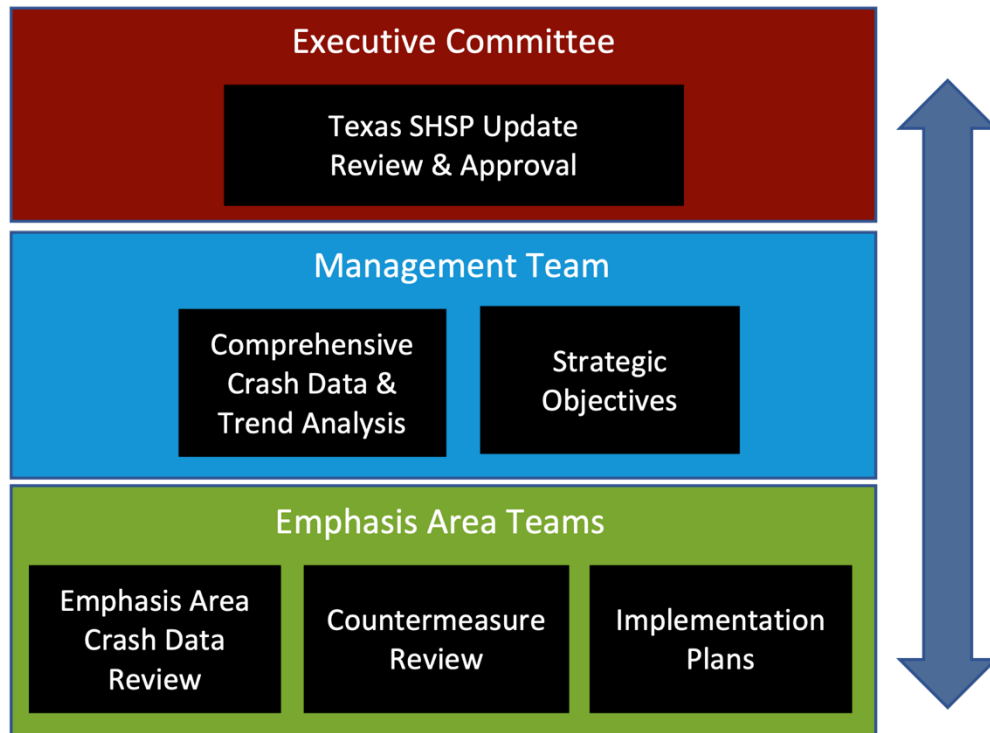 Executive Committee
Texas SHSP Update
Review & Approval
Management Team
Comprehensive
Crash Data &
Trend Analysis
Strategic
Objectives
Emphasis Area Teams
Emphasis Area
Crash Data
Review
Countermeasure
Review
Implementation
Plans